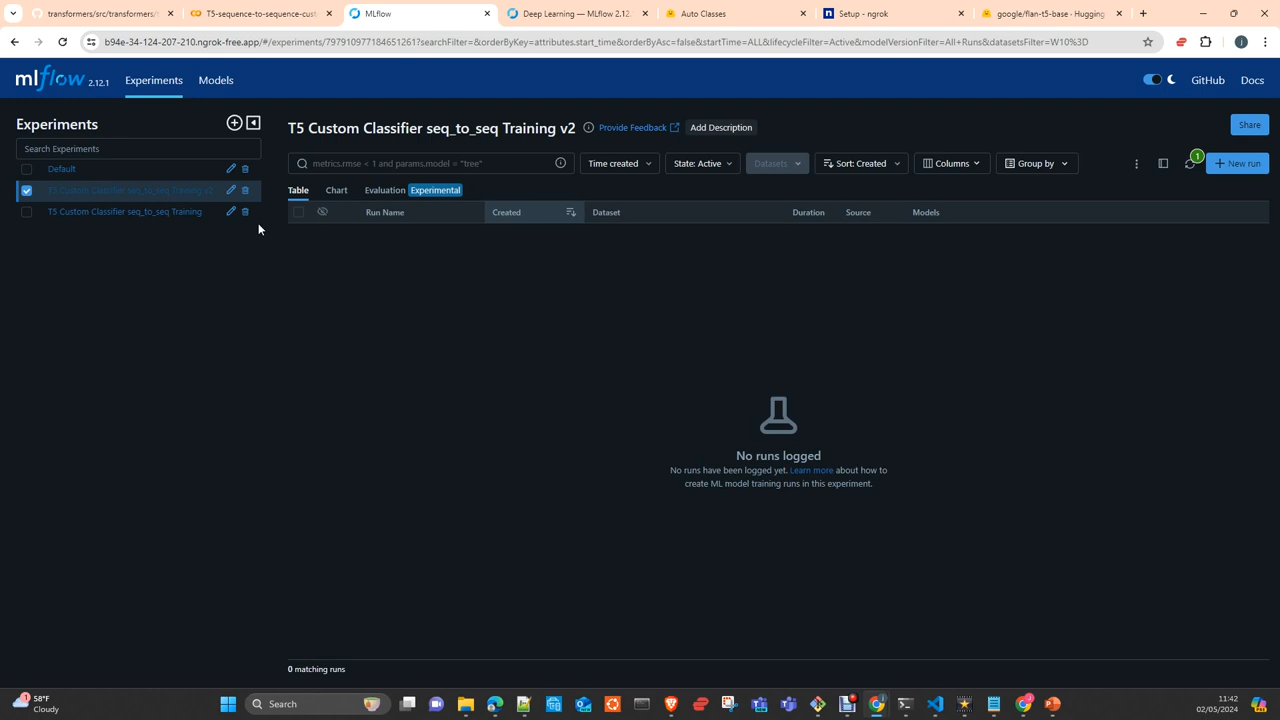 transformers/src/transformers/
T5-sequence-to-sequence-cust
MLflow
Deep Learning — MLflow 2.12.
Auto Classes
Setup - ngrok
google/flan-t5-base · Hugging
b94e-34-124-207-210.ngrok-free.app/#/experiments/797910977184651261?searchFilter=&orderByKey=attributes.start_time&orderByAsc=false&startTime=ALL&lifecycleFilter=Active&modelVersionFilter=All+Runs&datasetsFilter=W10%3D
mlflow 2.12.1
Experiments
Models
GitHub
Docs
Experiments
Search Experiments
Default
T5 Custom Classifier seq_to_seq Training v2
T5 Custom Classifier seq_to_seq Training
T5 Custom Classifier seq_to_seq Training v2
Provide Feedback
Add Description
Share
metrics.rmse < 1 and params.model = "tree"
Time created
State: Active
Datasets
Sort: Created
Columns
Group by
1
New run
Table
Chart
Evaluation
Experimental
Run Name
Created
Dataset
Duration
Source
Models
No runs logged
No runs have been logged yet. Learn more about how to
create ML model training runs in this experiment.
0 matching runs
1
58°F
Cloudy
Search
11:42
02/05/2024